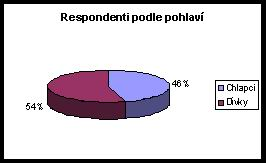 Respondenti podle pohlaví
46%
54%
Chlapci
Dívky